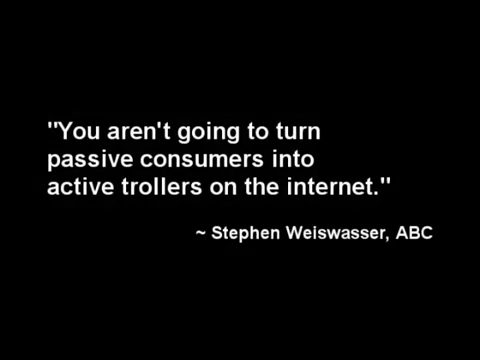 "You aren't going to turn
passive consumers into
active trollers on the internet."
~ Stephen Weiswasser, ABC